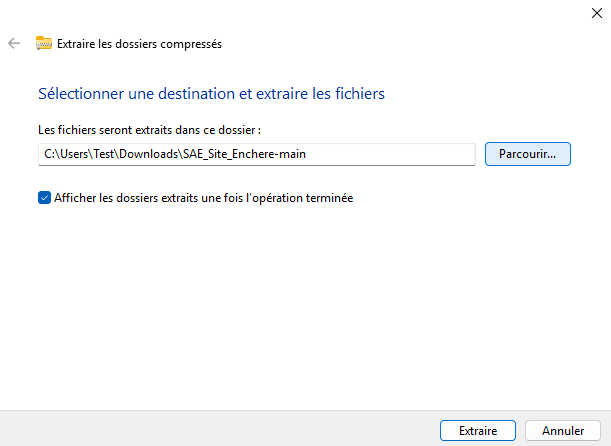 Extraire les dossiers compressés
Sélectionner une destination et extraire les fichiers
Les fichiers seront extraits dans ce dossier :
C:\Users\Test\Downloads\SAE_Site_Enchere-main
Parcourir...
Afficher les dossiers extraits une fois l’opération terminée
Extraire
Annuler